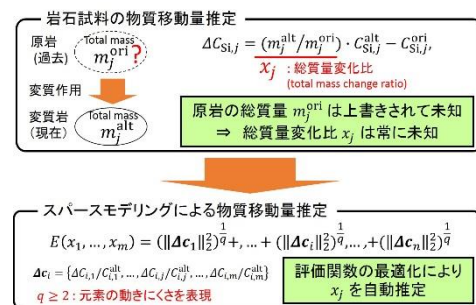 岩石試料の物質移動量推定
原岩
(過去)
Total mass
m_j^ori ?
ΔC_Si,j = (m_j^alt/m_j^ori) · C_Si,j^alt − C_Si,j^ori,
x_j : 総質量変化比
(total mass change ratio)
変質作用
変質岩
(現在)
Total mass
m_j^alt
原岩の総質量 m_j^ori は上書きされて未知
⇒ 総質量変化比 x_j は常に未知
スパースモデリングによる物質移動量推定
E(x_1, … , x_m) = (‖Δc_1‖_2^2)^(1/q)+, … + (‖Δc_i‖_2^2)^(1/q), … , +(‖Δc_n‖_2^2)^(1/q)
Δc_i = {ΔC_i,1/C_i,1^alt, … , ΔC_i,j/C_i,j^alt, … , ΔC_i,m/C_i,m^alt}
q ≥ 2 : 元素の動きにくさを表現
評価関数の最適化により
x_j を自動推定